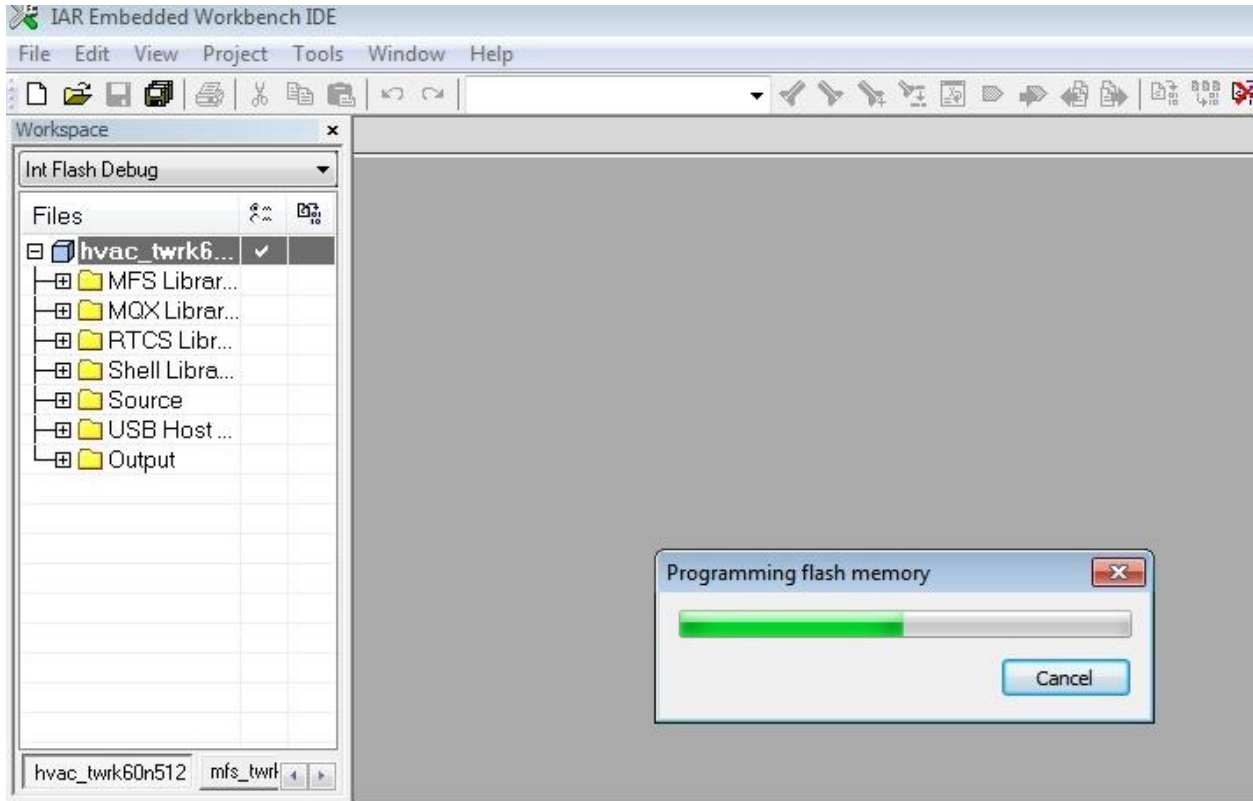 IAR Embedded Workbench IDE
File Edit View Project Tools Window Help
Workspace
Int Flash Debug
Files
hvac_twrk6...
MFS Librar...
MQX Librar...
RTCS Libr...
Shell Libra...
Source
USB Host ...
Output
Programming flash memory
Cancel
hvac_twrk60n512 mfs_twrk